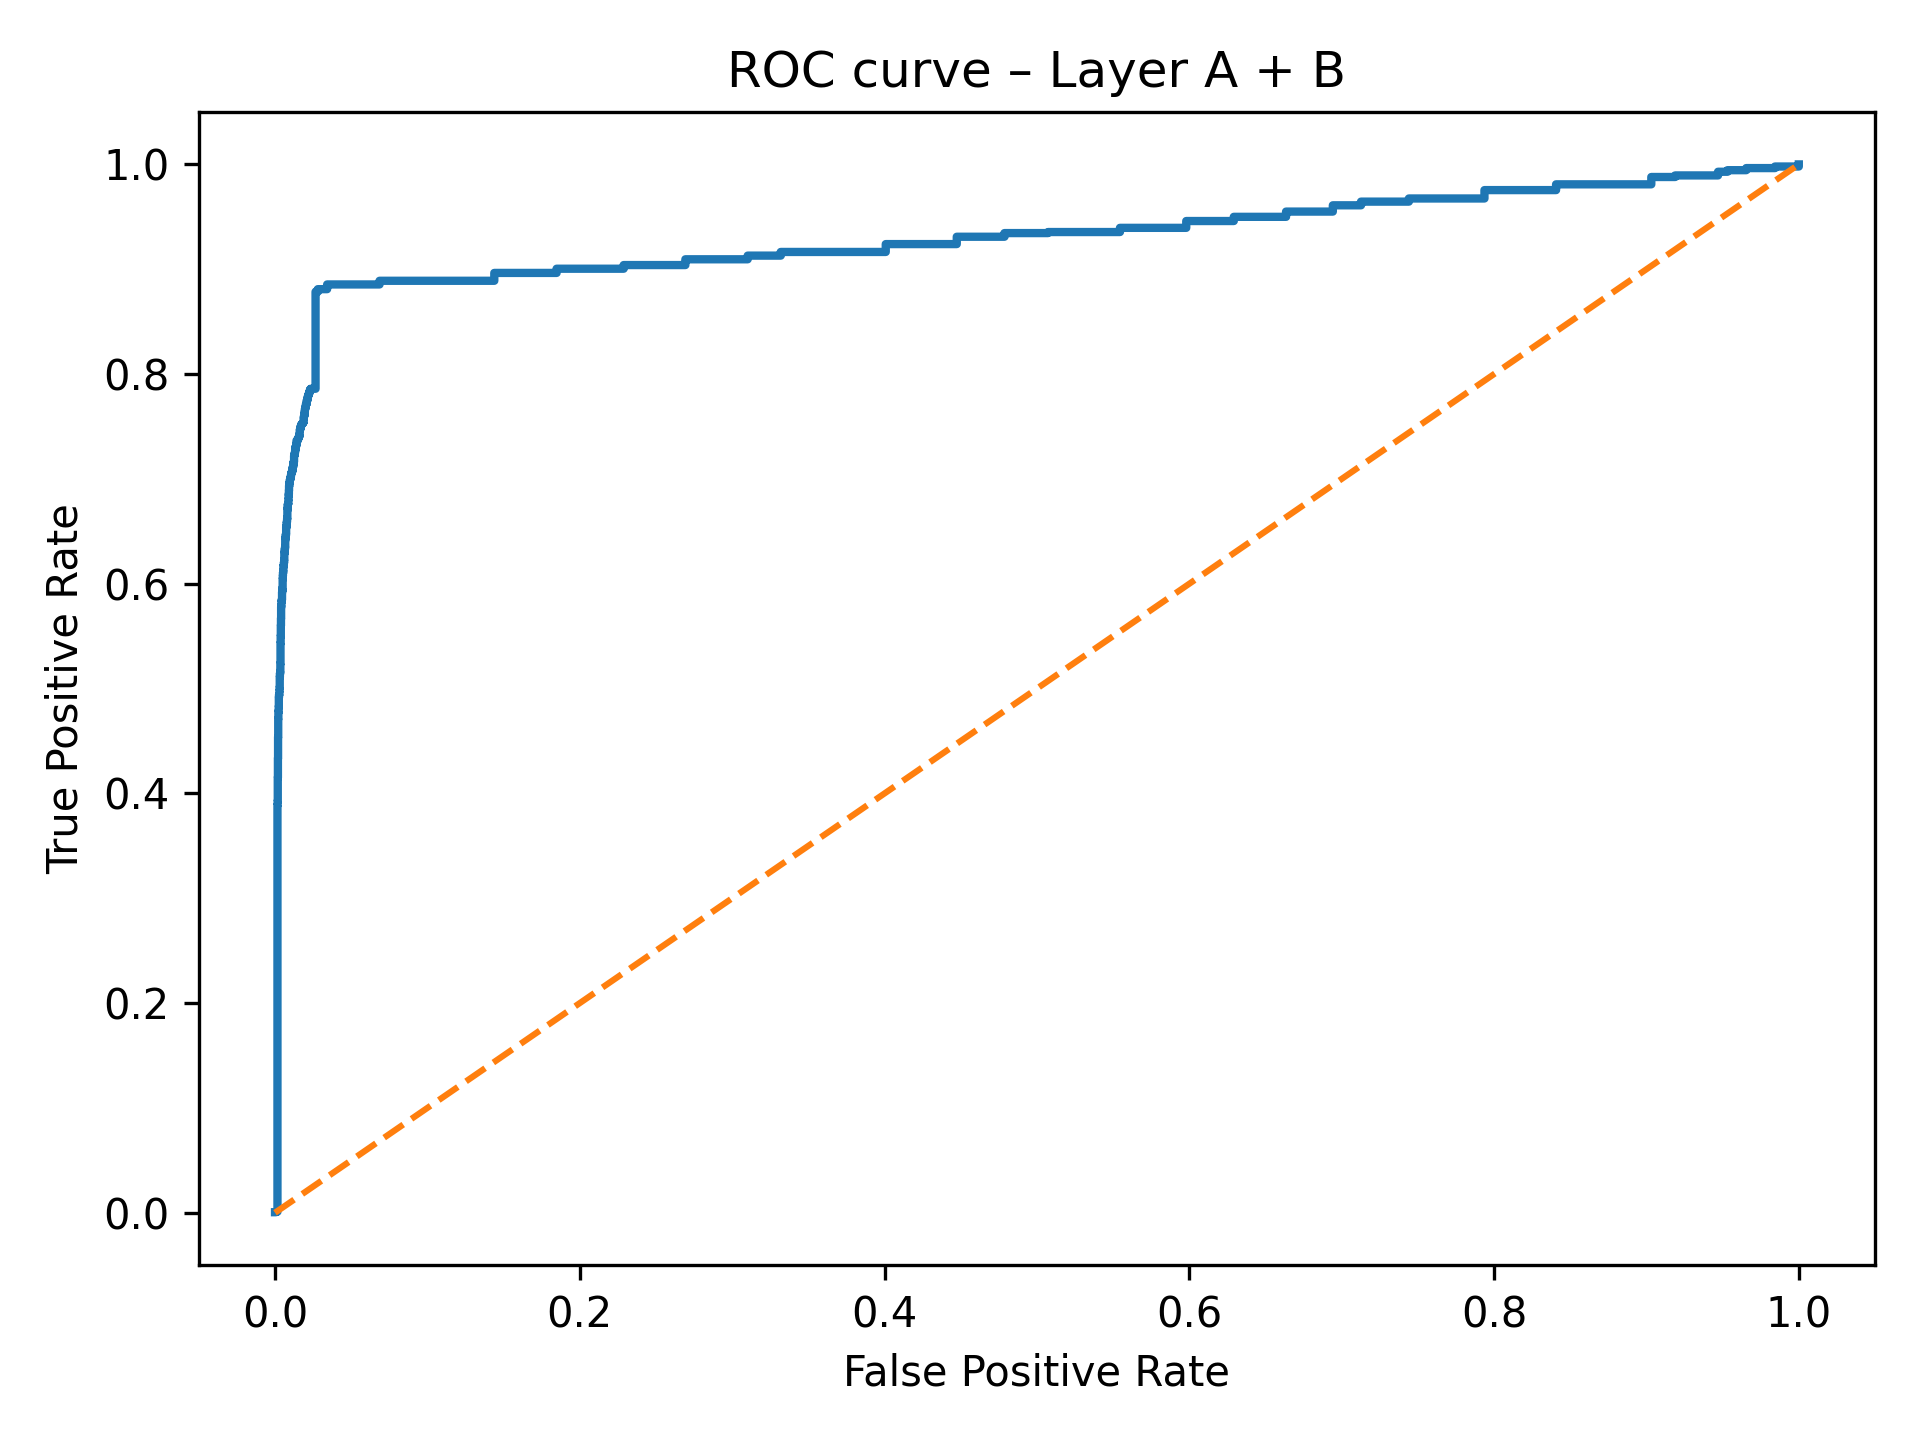 ROC curve – Layer A + B
1.0
0.8
0.6
0.4
0.2
0.0
True Positive Rate
0.0 0.2 0.4 0.6 0.8 1.0
False Positive Rate